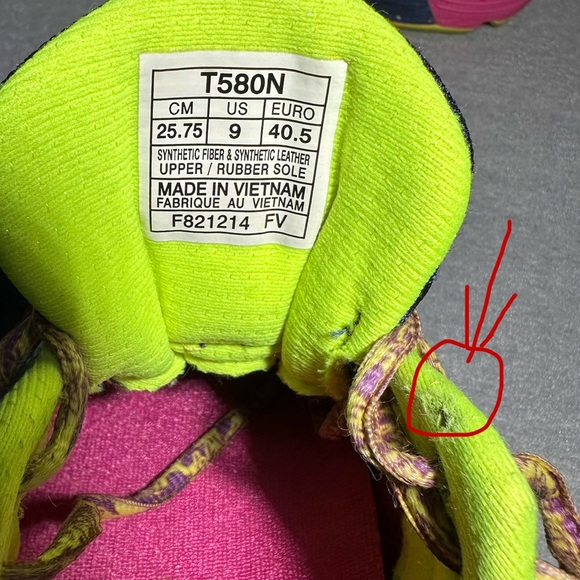 T580N
CM US EURO
25.75 9 40.5
SYNTHETIC FIBER & SYNTHETIC LEATHER
UPPER / RUBBER SOLE
MADE IN VIETNAM
FABRIQUE AU VIETNAM
F821214 FV